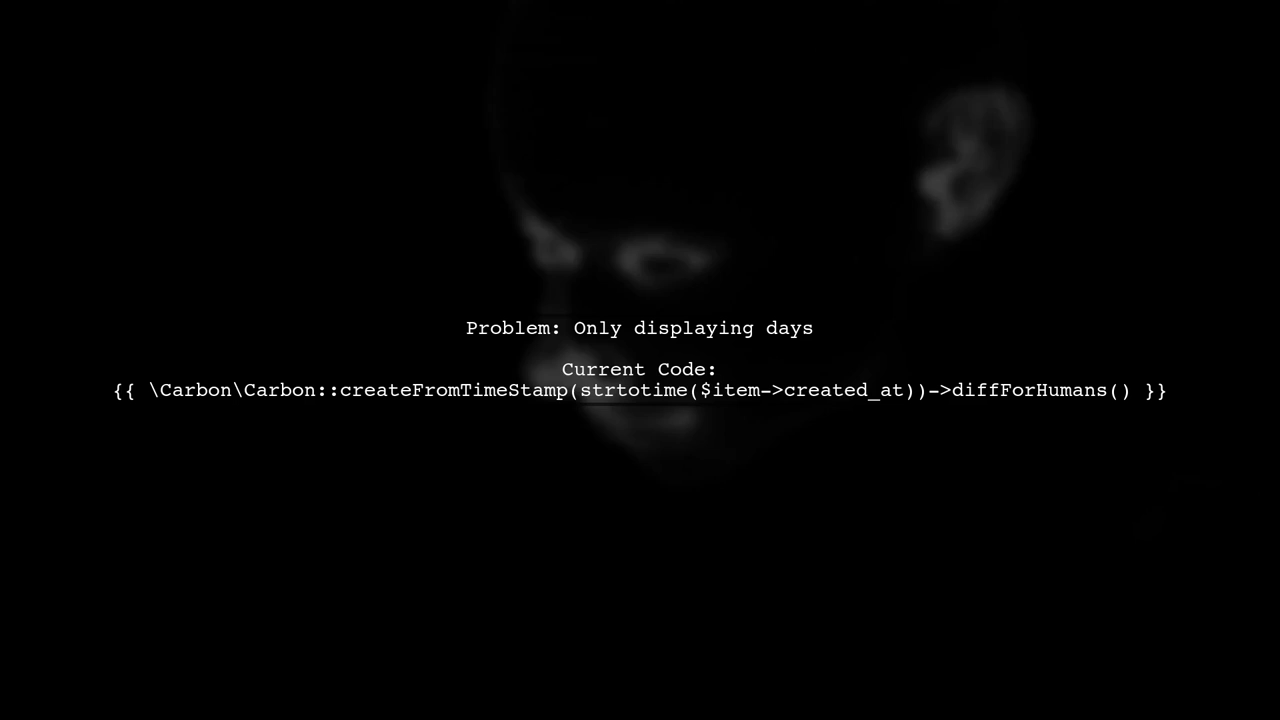 Problem: Only displaying days
Current Code:
{{ \Carbon\Carbon::createFromTimeStamp(strtotime($item->created_at))->diffForHumans() }}